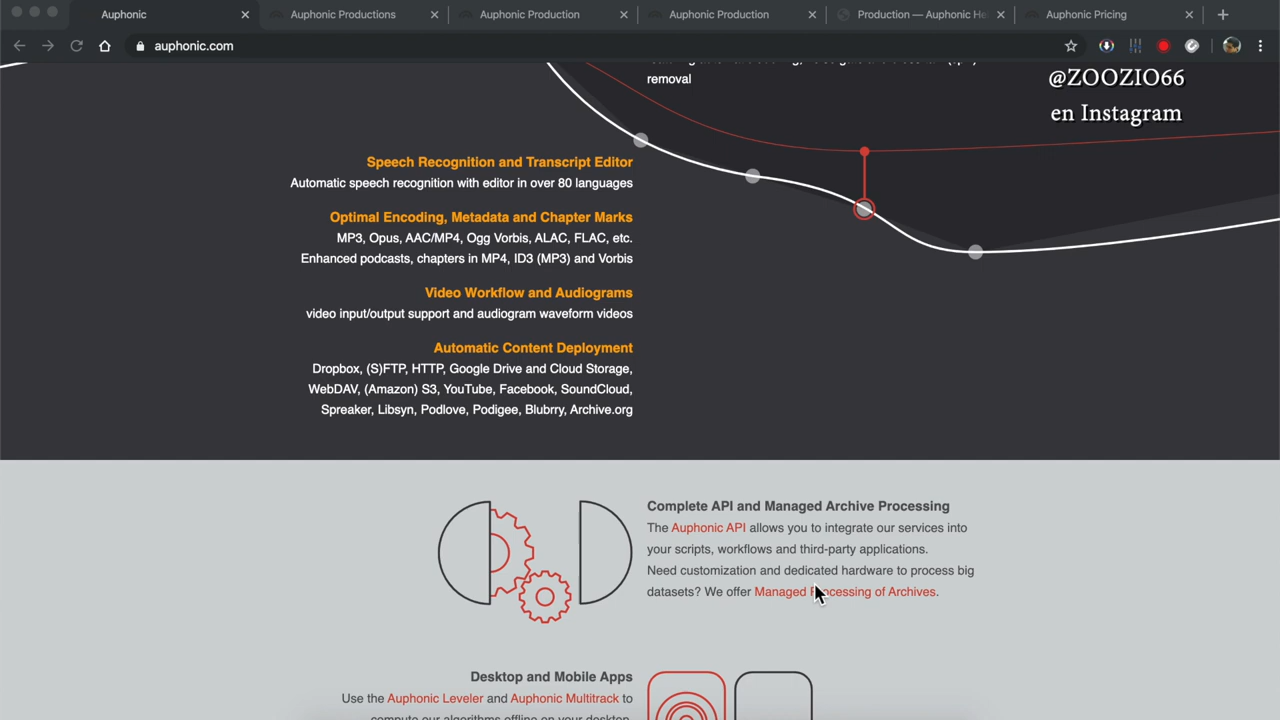 Auphonic
Auphonic Productions
Auphonic Production
Auphonic Production
Production — Auphonic He
Auphonic Pricing
auphonic.com
removal
@ZOOZIO66
en Instagram
Speech Recognition and Transcript Editor
Automatic speech recognition with editor in over 80 languages
Optimal Encoding, Metadata and Chapter Marks
MP3, Opus, AAC/MP4, Ogg Vorbis, ALAC, FLAC, etc.
Enhanced podcasts, chapters in MP4, ID3 (MP3) and Vorbis
Video Workflow and Audiograms
video input/output support and audiogram waveform videos
Automatic Content Deployment
Dropbox, (S)FTP, HTTP, Google Drive and Cloud Storage,
WebDAV, (Amazon) S3, YouTube, Facebook, SoundCloud,
Spreaker, Libsyn, Podlove, Podigee, Blubrry, Archive.org
Complete API and Managed Archive Processing
The Auphonic API allows you to integrate our services into
your scripts, workflows and third-party applications.
Need customization and dedicated hardware to process big
datasets? We offer Managed Processing of Archives.
Desktop and Mobile Apps
Use the Auphonic Leveler and Auphonic Multitrack to
compute our algorithms offline on your desktop.